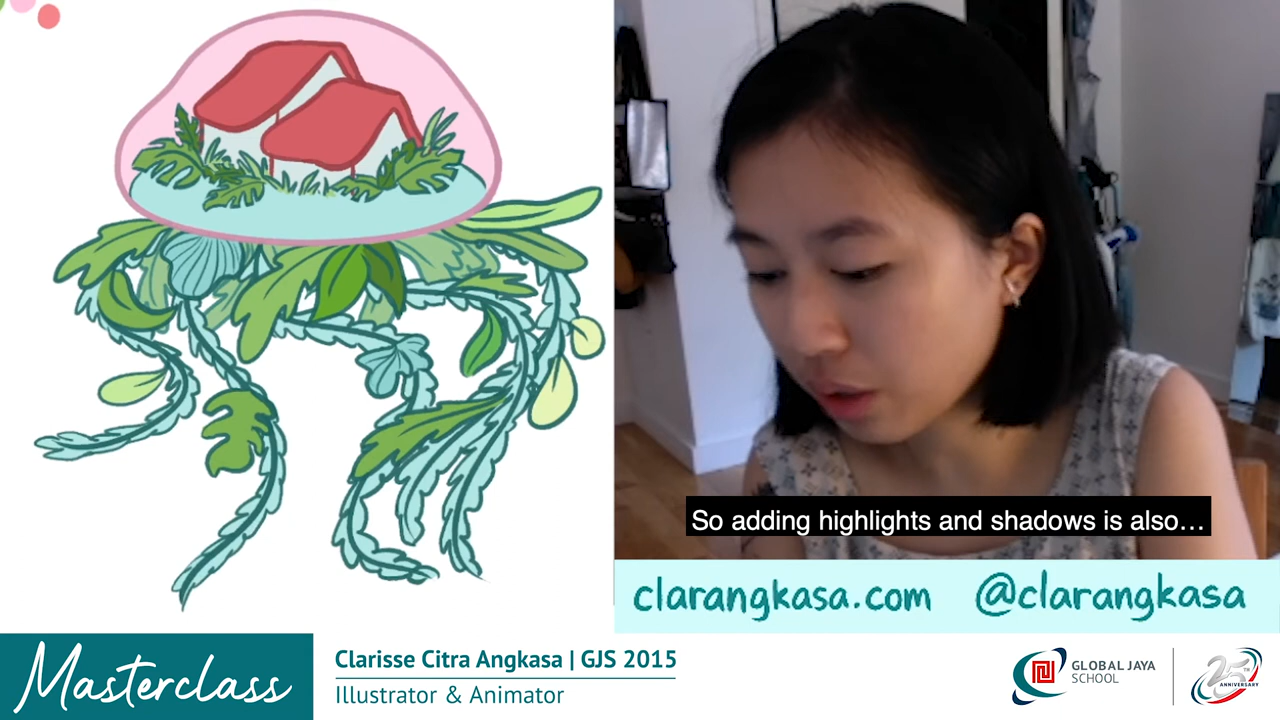 So adding highlights and shadows is also…
clarangkasa.com @clarangkasa
Masterclass
Clarisse Citra Angkasa | GJS 2015
Illustrator & Animator
GLOBAL JAYA
SCHOOL
25TH
ANNIVERSARY